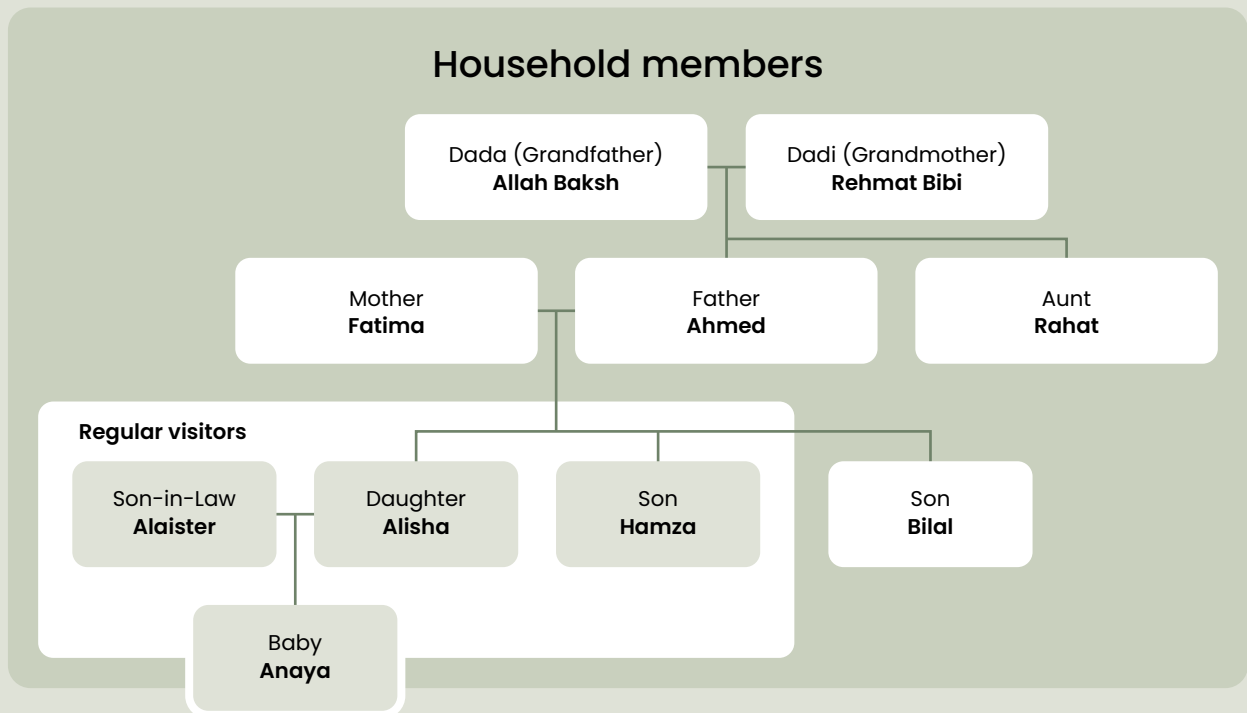 Household members
Dada (Grandfather)
Allah Baksh
Dadi (Grandmother)
Rehmat Bibi
Mother
Fatima
Father
Ahmed
Aunt
Rahat
Regular visitors
Son-in-Law
Alaister
Daughter
Alisha
Son
Hamza
Son
Bilal
Baby
Anaya